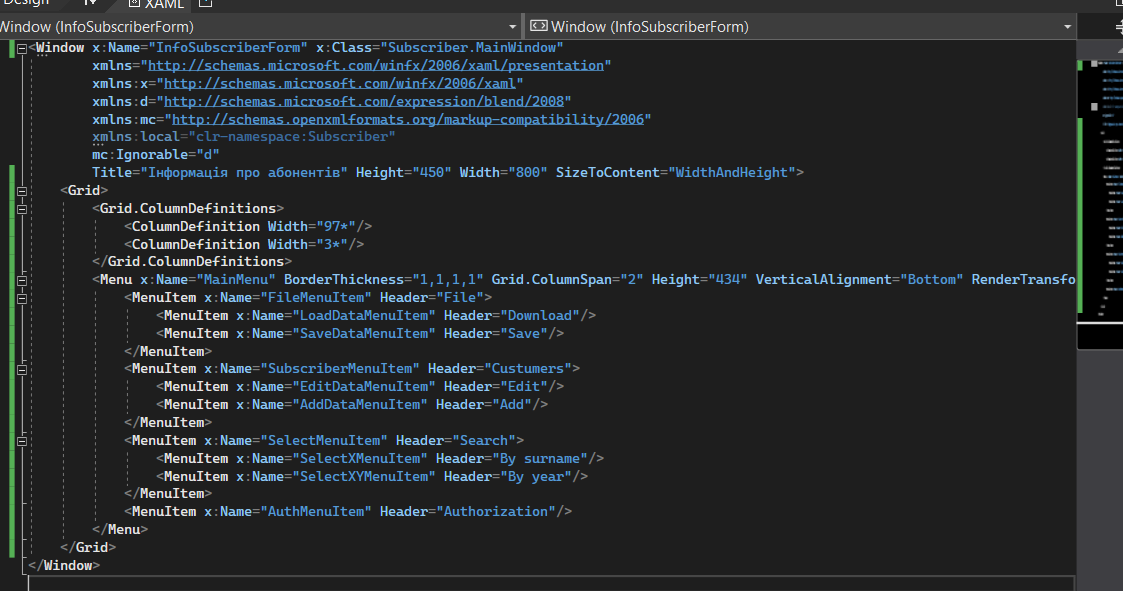 Design XAML
Window (InfoSubscriberForm) Window (InfoSubscriberForm)
<Window x:Name="InfoSubscriberForm" x:Class="Subscriber.MainWindow"
xmlns="http://schemas.microsoft.com/winfx/2006/xaml/presentation"
xmlns:x="http://schemas.microsoft.com/winfx/2006/xaml"
xmlns:d="http://schemas.microsoft.com/expression/blend/2008"
xmlns:mc="http://schemas.openxmlformats.org/markup-compatibility/2006"
xmlns:local="clr-namespace:Subscriber"
mc:Ignorable="d"
Title="Інформація про абонентів" Height="450" Width="800" SizeToContent="WidthAndHeight">
<Grid>
<Grid.ColumnDefinitions>
<ColumnDefinition Width="97*"/>
<ColumnDefinition Width="3*"/>
</Grid.ColumnDefinitions>
<Menu x:Name="MainMenu" BorderThickness="1,1,1,1" Grid.ColumnSpan="2" Height="434" VerticalAlignment="Bottom" RenderTransfo
<MenuItem x:Name="FileMenuItem" Header="File">
<MenuItem x:Name="LoadDataMenuItem" Header="Download"/>
<MenuItem x:Name="SaveDataMenuItem" Header="Save"/>
</MenuItem>
<MenuItem x:Name="SubscriberMenuItem" Header="Custumers">
<MenuItem x:Name="EditDataMenuItem" Header="Edit"/>
<MenuItem x:Name="AddDataMenuItem" Header="Add"/>
</MenuItem>
<MenuItem x:Name="SelectMenuItem" Header="Search">
<MenuItem x:Name="SelectXMenuItem" Header="By surname"/>
<MenuItem x:Name="SelectXYMenuItem" Header="By year"/>
</MenuItem>
<MenuItem x:Name="AuthMenuItem" Header="Authorization"/>
</Menu>
</Grid>
</Window>